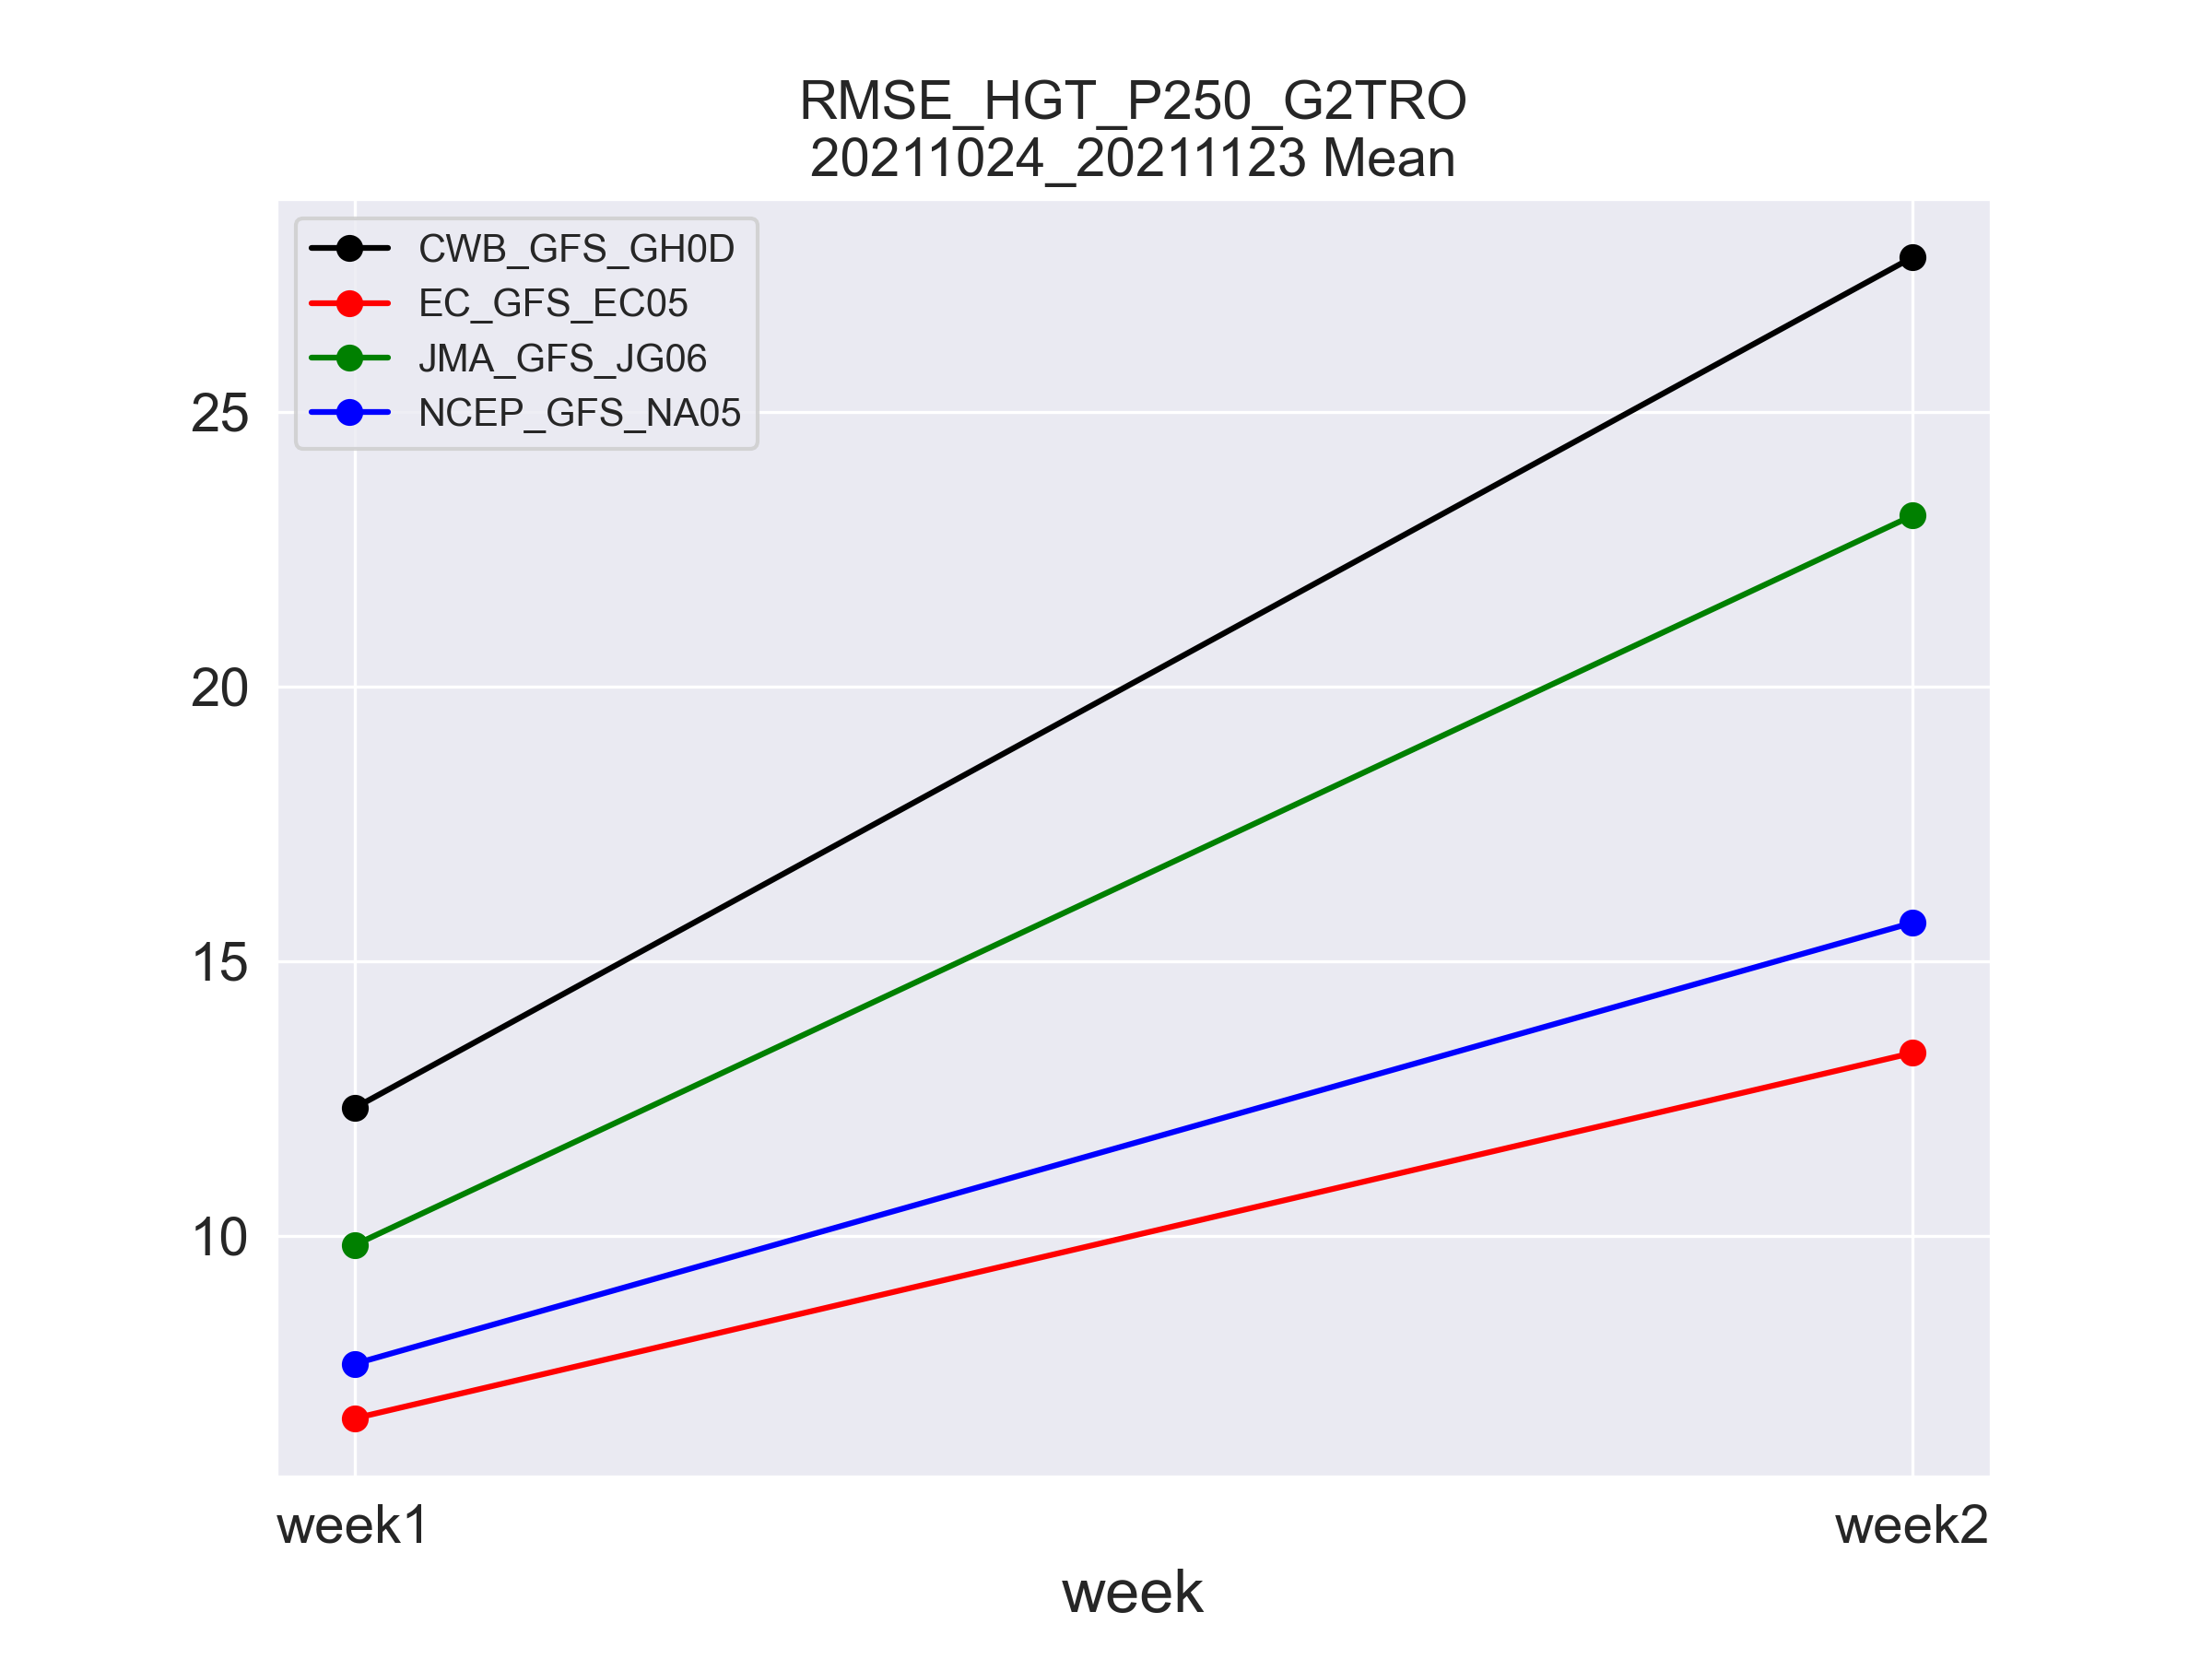 RMSE_HGT_P250_G2TRO
20211024_20211123 Mean
CWB_GFS_GH0D
EC_GFS_EC05
JMA_GFS_JG06
NCEP_GFS_NA05
25
20
15
10
week1
week2
week